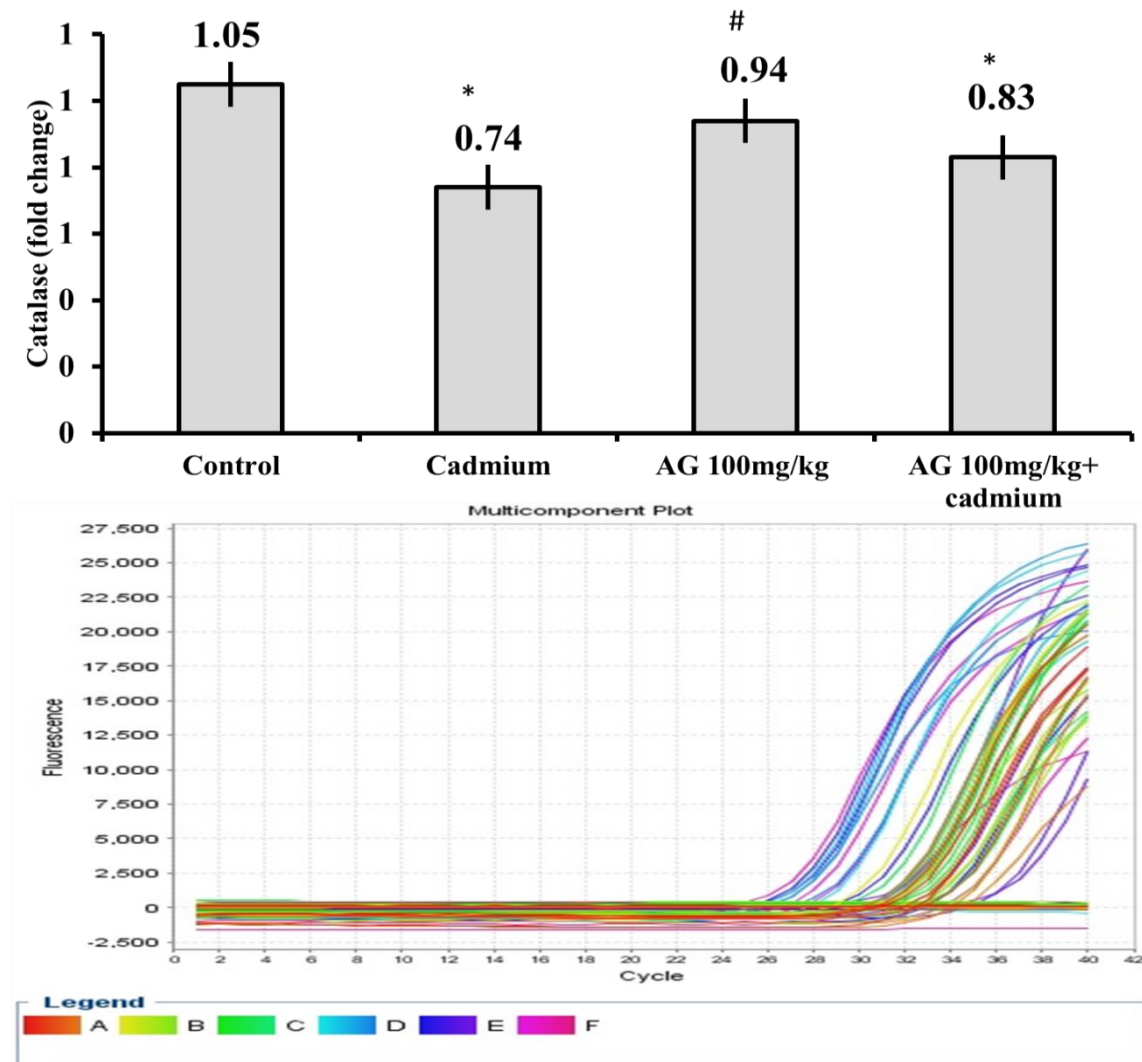 Catalase (fold change)
1
1
1
1
0
0
0
1.05
*
0.74
#
0.94
*
0.83
Control
Cadmium
AG 100mg/kg
AG 100mg/kg+
cadmium
Multicomponent Plot
Fluorescence
27,500
25,000
22,500
20,000
17,500
15,000
12,500
10,000
7,500
5,000
2,500
0
-2,500
0 2 4 6 8 10 12 14 16 18 20 22 24 26 28 30 32 34 36 38 40 42
Cycle
Legend
A B C D E F